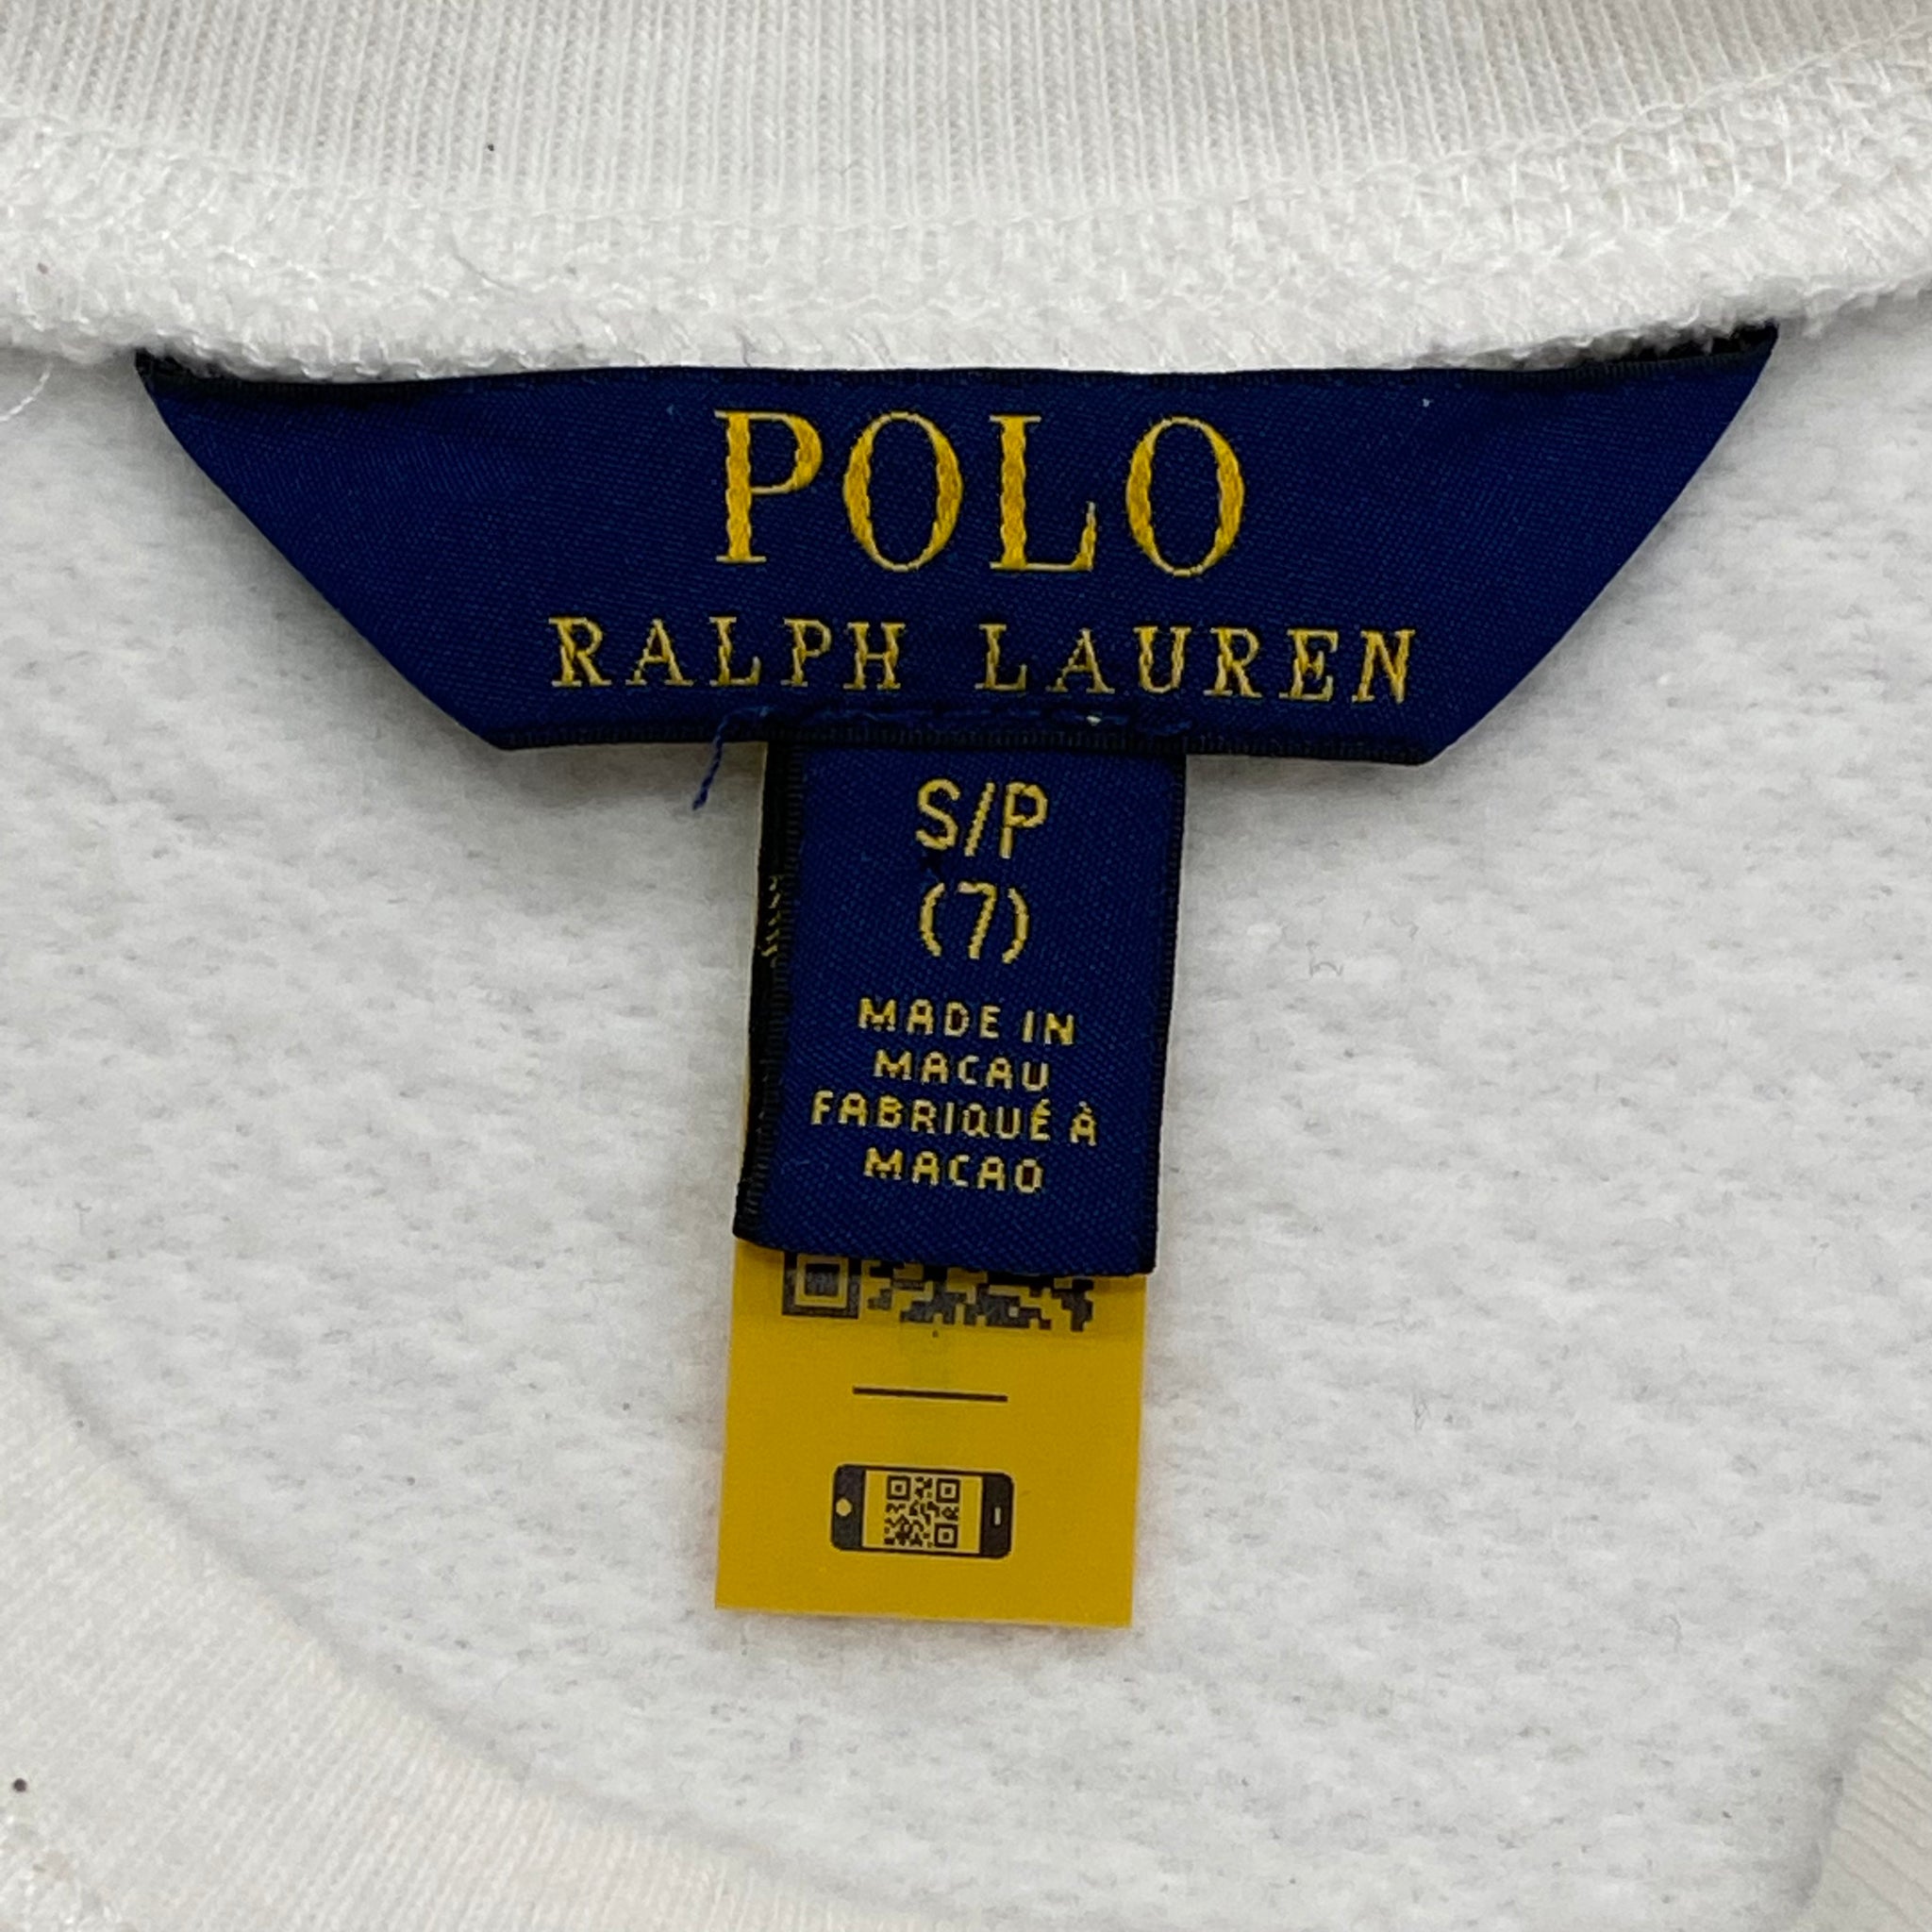 POLO
RALPH LAUREN
S/P
(7)
MADE IN
MACAU
FABRIQUÉ À
MACAO